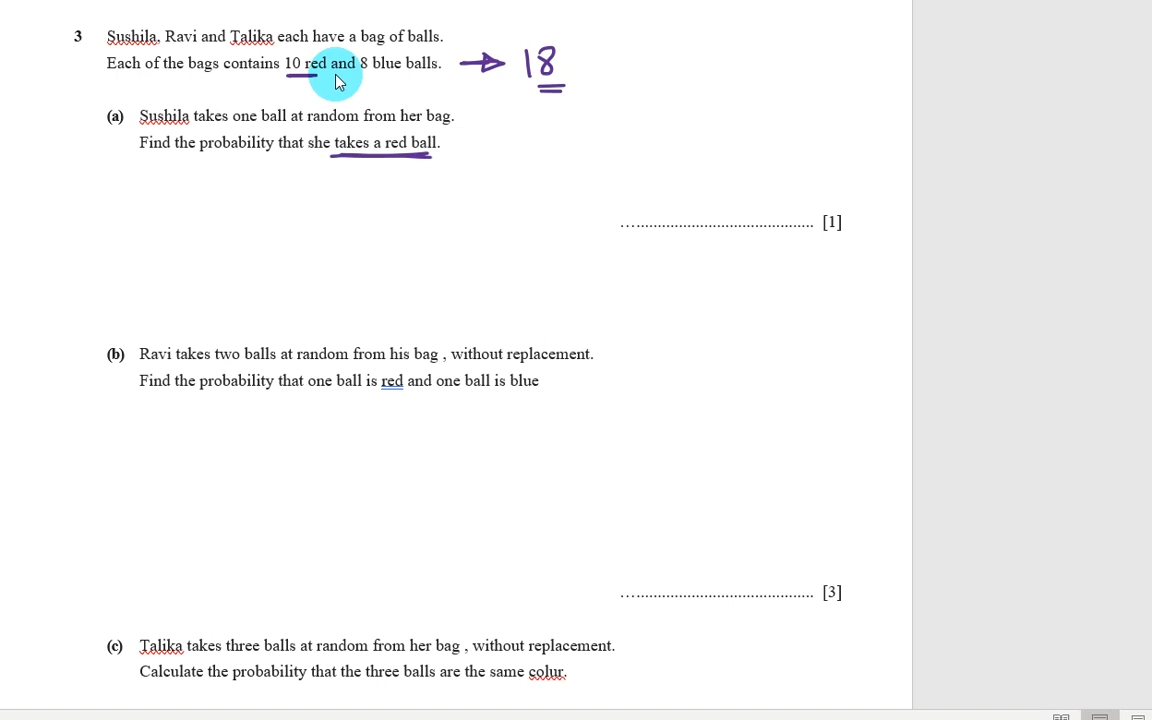 3 Sushila, Ravi and Talika each have a bag of balls.
Each of the bags contains 10 red and 8 blue balls. → 18
(a) Sushila takes one ball at random from her bag.
Find the probability that she takes a red ball.
............................................. [1]
(b) Ravi takes two balls at random from his bag , without replacement.
Find the probability that one ball is red and one ball is blue
............................................. [3]
(c) Talika takes three balls at random from her bag , without replacement.
Calculate the probability that the three balls are the same colur.